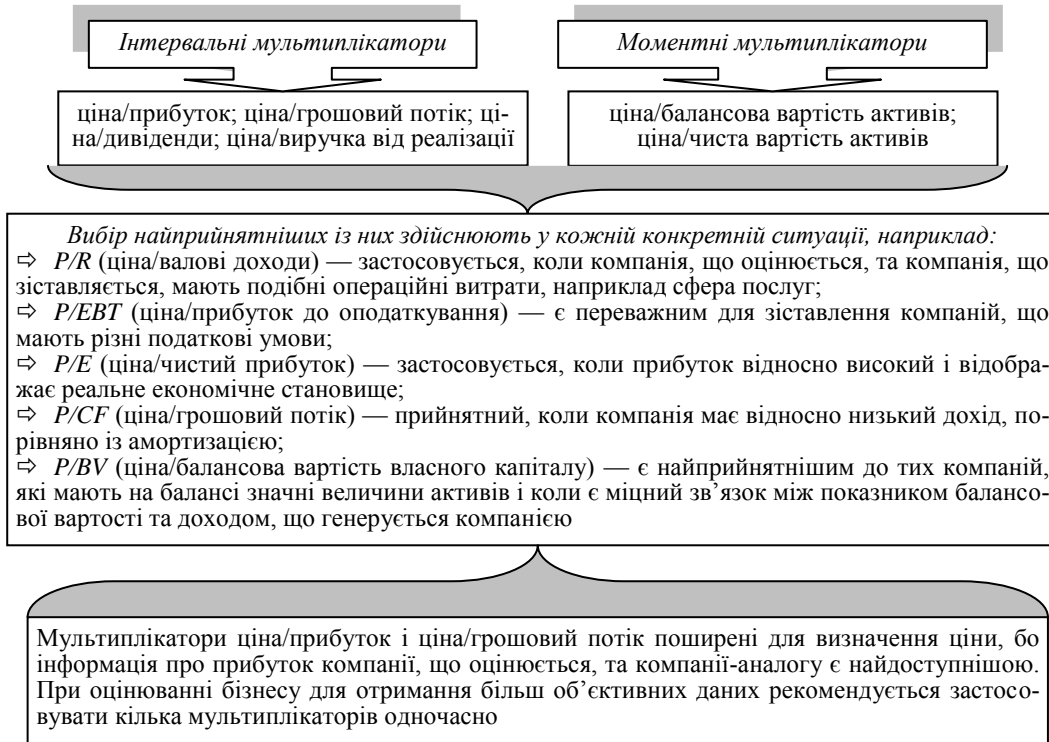 Інтервальні мультиплікатори
Моментні мультиплікатори
ціна/прибуток; ціна/грошовий потік; ці-
на/дивіденди; ціна/виручка від реалізації
ціна/балансова вартість активів;
ціна/чиста вартість активів
Вибір найприйнятніших із них здійснюють у кожній конкретній ситуації, наприклад:
⇨ P/R (ціна/валові доходи) — застосовується, коли компанія, що оцінюється, та компанія, що
зіставляється, мають подібні операційні витрати, наприклад сфера послуг;
⇨ P/EBT (ціна/прибуток до оподаткування) — є переважним для зіставлення компаній, що
мають різні податкові умови;
⇨ P/E (ціна/чистий прибуток) — застосовується, коли прибуток відносно високий і відобра-
жає реальне економічне становище;
⇨ P/CF (ціна/грошовий потік) — прийнятний, коли компанія має відносно низький дохід, по-
рівняно із амортизацією;
⇨ P/BV (ціна/балансова вартість власного капіталу) — є найприйнятнішим до тих компаній,
які мають на балансі значні величини активів і коли є міцний зв’язок між показником балансо-
вої вартості та доходом, що генерується компанією
Мультиплікатори ціна/прибуток і ціна/грошовий потік поширені для визначення ціни, бо
інформація про прибуток компанії, що оцінюється, та компанії-аналогу є найдоступнішою.
При оцінюванні бізнесу для отримання більш об’єктивних даних рекомендується застосо-
вувати кілька мультиплікаторів одночасно